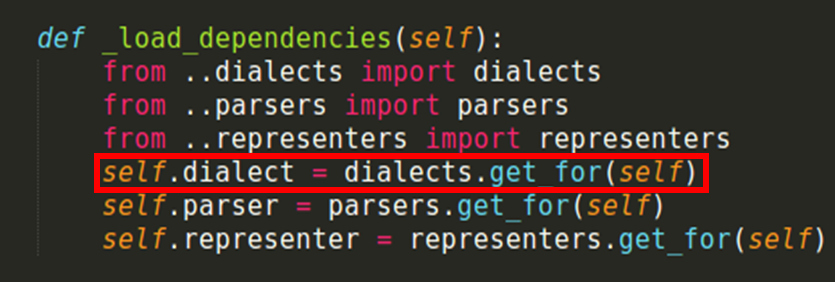 def _load_dependencies(self):
    from ..dialects import dialects
    from ..parsers import parsers
    from ..representers import representers
    self.dialect = dialects.get_for(self)
    self.parser = parsers.get_for(self)
    self.representer = representers.get_for(self)